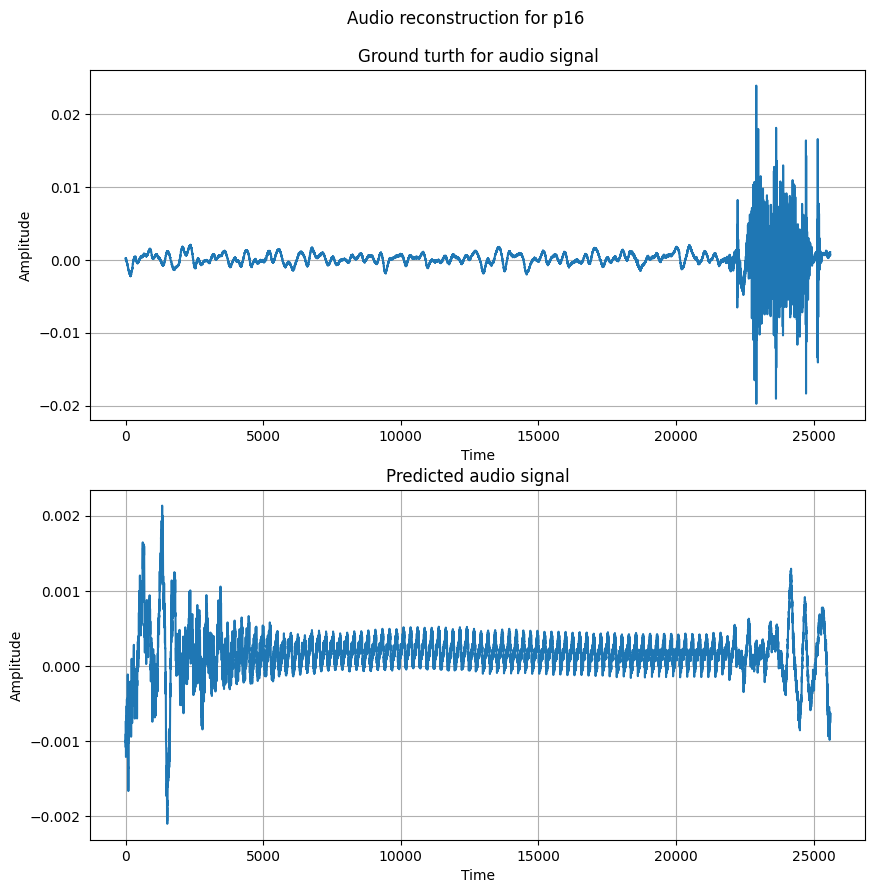 Audio reconstruction for p16
Ground turth for audio signal
Amplitude
0.02
0.01
0.00
−0.01
−0.02
0 5000 10000 15000 20000 25000
Time
Predicted audio signal
Amplitude
0.002
0.001
0.000
−0.001
−0.002
0 5000 10000 15000 20000 25000
Time